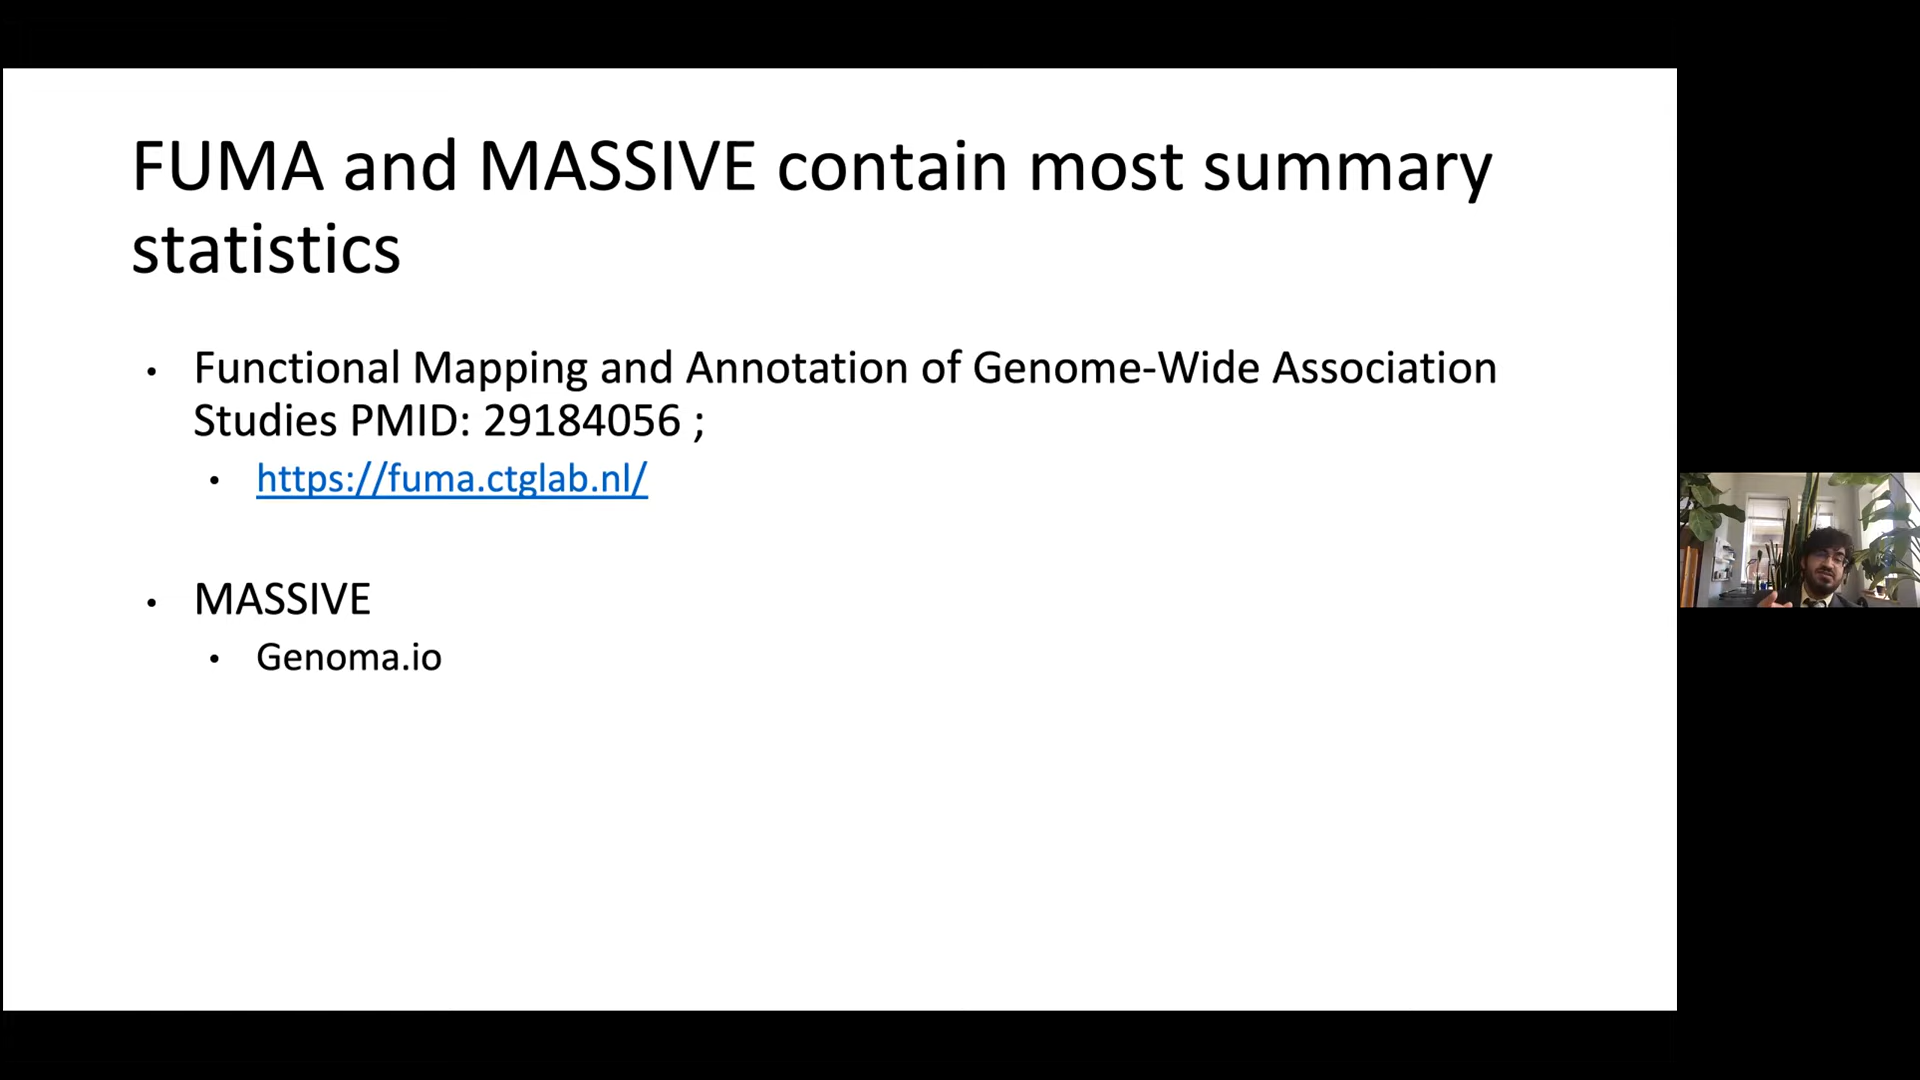 FUMA and MASSIVE contain most summary
statistics
• Functional Mapping and Annotation of Genome-Wide Association
Studies PMID: 29184056 ;
• https://fuma.ctglab.nl/
• MASSIVE
• Genoma.io